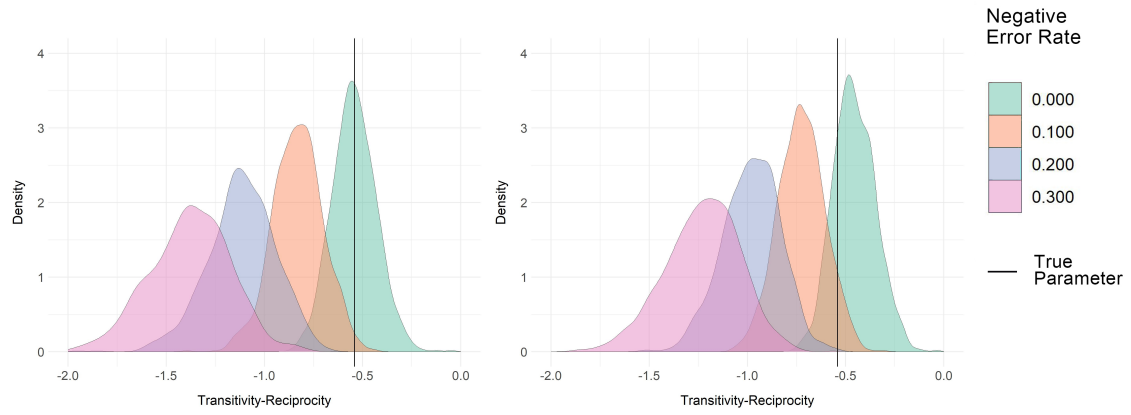 4
3
2
1
0
Density
-2.0 -1.5 -1.0 -0.5 0.0
Transitivity-Reciprocity
4
3
2
1
0
Density
-2.0 -1.5 -1.0 -0.5 0.0
Transitivity-Reciprocity
Negative
Error Rate
0.000
0.100
0.200
0.300
True
Parameter